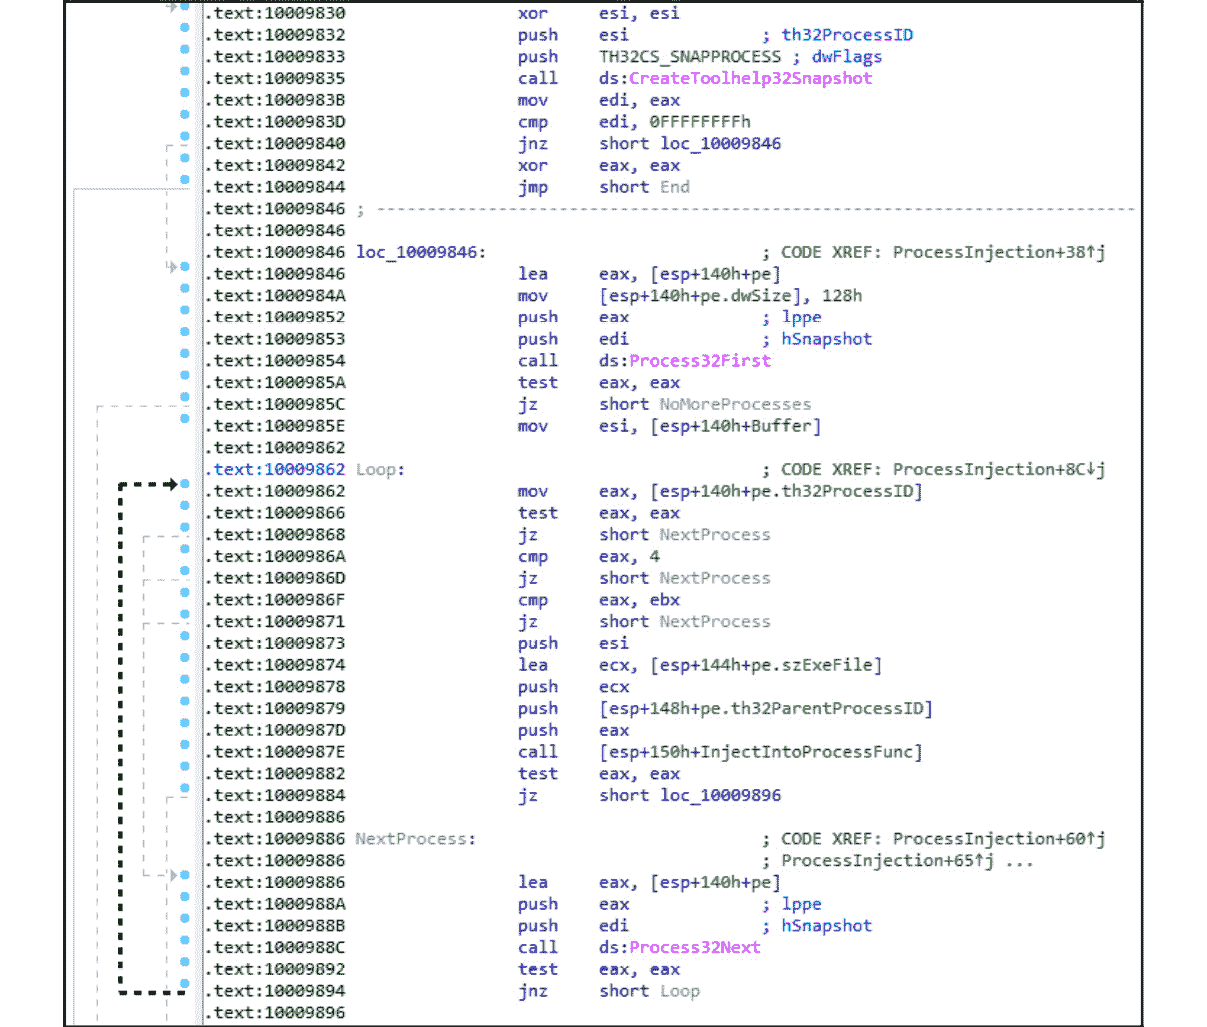 .text:10009830 xor esi, esi
.text:10009832 push esi ; th32ProcessID
.text:10009833 push TH32CS_SNAPPROCESS ; dwFlags
.text:10009835 call ds:CreateToolhelp32Snapshot
.text:1000983B mov edi, eax
.text:1000983D cmp edi, 0FFFFFFFFh
.text:10009840 jnz short loc_10009846
.text:10009842 xor eax, eax
.text:10009844 jmp short End
.text:10009846 ; ---------------------------------------------------------------------------
.text:10009846
.text:10009846 loc_10009846: ; CODE XREF: ProcessInjection+38↑j
.text:10009846 lea eax, [esp+140h+pe]
.text:1000984A mov [esp+140h+pe.dwSize], 128h
.text:10009852 push eax ; lppe
.text:10009853 push edi ; hSnapshot
.text:10009854 call ds:Process32First
.text:1000985A test eax, eax
.text:1000985C jz short NoMoreProcesses
.text:1000985E mov esi, [esp+140h+Buffer]
.text:10009862
.text:10009862 Loop: ; CODE XREF: ProcessInjection+8C↓j
.text:10009862 mov eax, [esp+140h+pe.th32ProcessID]
.text:10009866 test eax, eax
.text:10009868 jz short NextProcess
.text:1000986A cmp eax, 4
.text:1000986D jz short NextProcess
.text:1000986F cmp eax, ebx
.text:10009871 jz short NextProcess
.text:10009873 push esi
.text:10009874 lea ecx, [esp+144h+pe.szExeFile]
.text:10009878 push ecx
.text:10009879 push [esp+148h+pe.th32ParentProcessID]
.text:1000987D push eax
.text:1000987E call [esp+150h+InjectIntoProcessFunc]
.text:10009882 test eax, eax
.text:10009884 jz short loc_10009896
.text:10009886
.text:10009886 NextProcess: ; CODE XREF: ProcessInjection+60↑j
.text:10009886 ; ProcessInjection+65↑j ...
.text:10009886 lea eax, [esp+140h+pe]
.text:1000988A push eax ; lppe
.text:1000988B push edi ; hSnapshot
.text:1000988C call ds:Process32Next
.text:10009892 test eax, eax
.text:10009894 jnz short Loop
.text:10009896